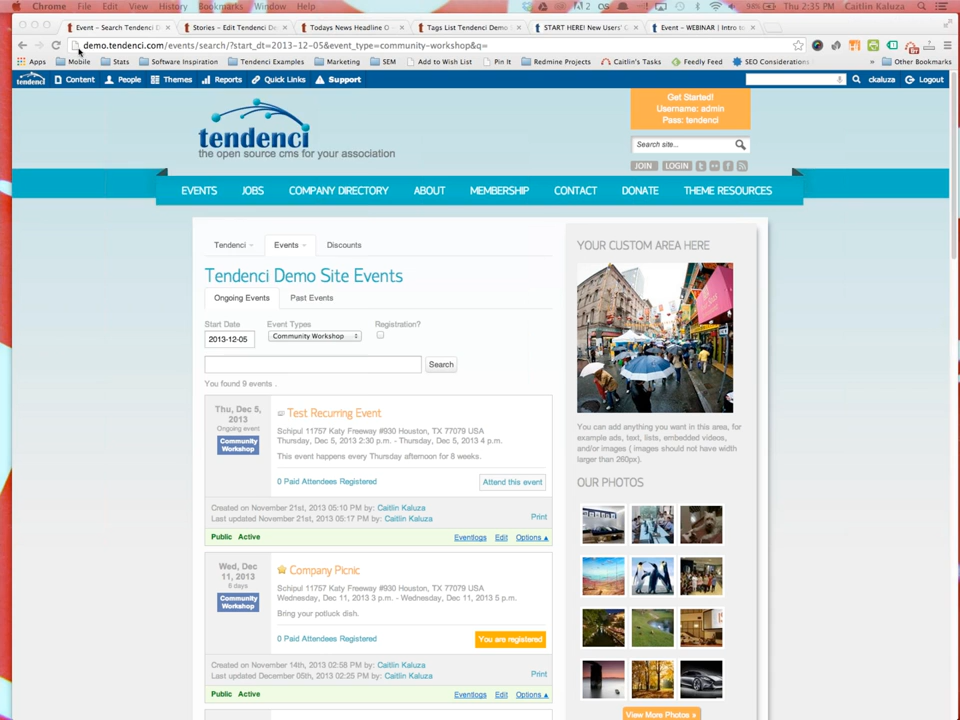 Chrome File Edit View History Bookmarks Window Help 2 94% Thu 2:35 PM Caitlin Kaluza
Event – Search Tendenci D Stories – Edit Tendenci De Todays News Headline O – Tags List Tendenci Demo START HERE! New Users' G Event – WEBINAR | Intro to
demo.tendenci.com/events/search/?start_dt=2013-12-05&event_type=community-workshop&q=
Apps Mobile Stats Software Inspiration Tendenci Examples Marketing SEM Add to Wish List Pin It Redmine Projects Caitlin's Tasks Feedly Feed SEO Considerations » Other Bookmarks
tendenci Content People Themes Reports Quick Links Support ckaluza Logout
Get Started!
Username: admin
Pass: tendenci
tendenci
the open source cms for your association
Search site...
JOIN LOGIN
EVENTS JOBS COMPANY DIRECTORY ABOUT MEMBERSHIP CONTACT DONATE THEME RESOURCES
Tendenci Events Discounts
Tendenci Demo Site Events
Ongoing Events Past Events
Start Date Event Types Registration?
2013-12-05 Community Workshop
Search
You found 9 events .
Thu, Dec 5, 2013
Ongoing event
Community Workshop
Test Recurring Event
Schipul 11757 Katy Freeway #930 Houston, TX 77079 USA
Thursday, Dec 5, 2013 2:30 p.m. - Thursday, Dec 5, 2013 4 p.m.
This event happens every Thursday afternoon for 8 weeks.
0 Paid Attendees Registered Attend this event
Created on November 21st, 2013 05:10 PM by: Caitlin Kaluza
Last updated November 21st, 2013 05:17 PM by: Caitlin Kaluza Print
Public Active Eventlogs Edit Options ▲
Wed, Dec 11, 2013
6 days
Community Workshop
Company Picnic
Schipul 11757 Katy Freeway #930 Houston, TX 77079 USA
Wednesday, Dec 11, 2013 3 p.m. - Wednesday, Dec 11, 2013 5 p.m.
Bring your potluck dish.
0 Paid Attendees Registered You are registered
Created on November 14th, 2013 02:58 PM by: Caitlin Kaluza
Last updated December 05th, 2013 02:25 PM by: Caitlin Kaluza Print
Public Active Eventlogs Edit Options ▲
YOUR CUSTOM AREA HERE
You can add anything you want in this area, for
example ads, text, lists, embedded videos,
and/or images ( images should not have width
larger than 260px).
OUR PHOTOS
View More Photos »